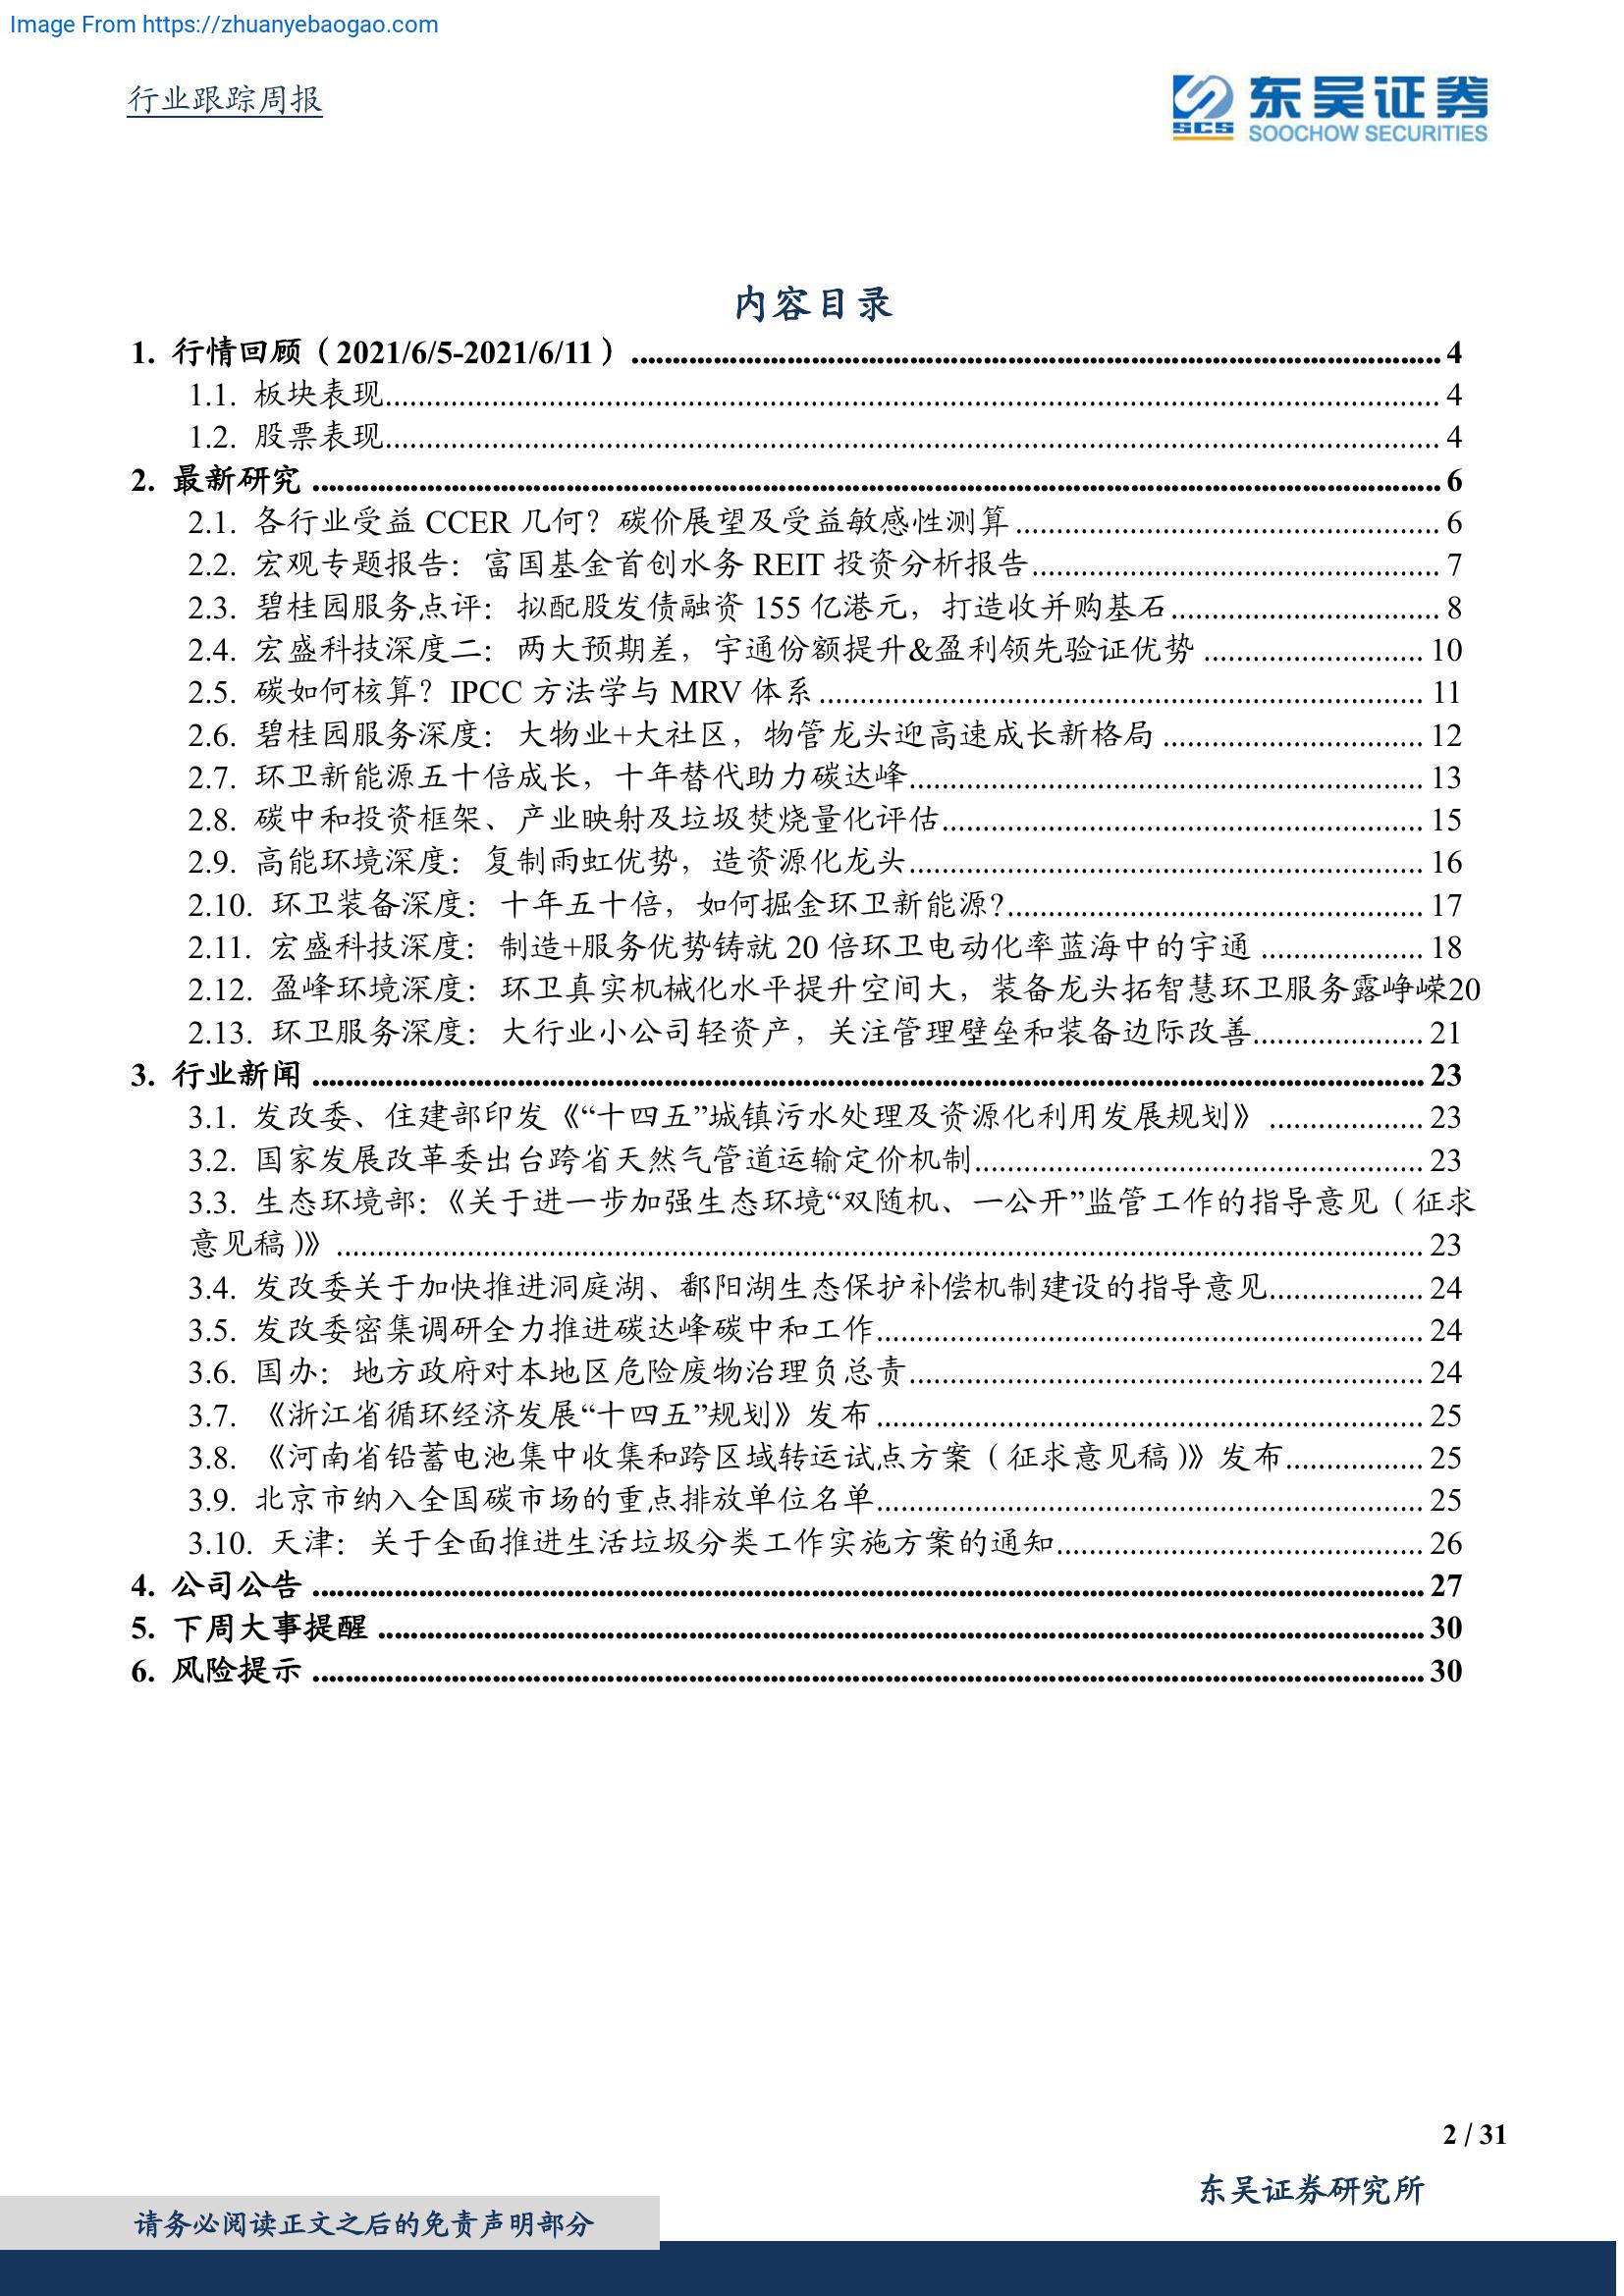 Image From https://zhuanyebaogao.com
行业跟踪周报
SCS 东吴证券
SOOCHOW SECURITIES
内容目录
1. 行情回顾（2021/6/5-2021/6/11）........ 4
1.1. 板块表现........ 4
1.2. 股票表现........ 4
2. 最新研究 ........ 6
2.1. 各行业受益 CCER 几何？碳价展望及受益敏感性测算........ 6
2.2. 宏观专题报告：富国基金首创水务 REIT 投资分析报告........ 7
2.3. 碧桂园服务点评：拟配股发债融资 155 亿港元，打造收并购基石........ 8
2.4. 宏盛科技深度二：两大预期差，宇通份额提升&盈利领先验证优势 ........ 10
2.5. 碳如何核算？IPCC 方法学与 MRV 体系........ 11
2.6. 碧桂园服务深度：大物业+大社区，物管龙头迎高速成长新格局 ........ 12
2.7. 环卫新能源五十倍成长，十年替代助力碳达峰........ 13
2.8. 碳中和投资框架、产业映射及垃圾焚烧量化评估........ 15
2.9. 高能环境深度：复制雨虹优势，造资源化龙头........ 16
2.10. 环卫装备深度：十年五十倍，如何掘金环卫新能源?........ 17
2.11. 宏盛科技深度：制造+服务优势铸就 20 倍环卫电动化率蓝海中的宇通 ........ 18
2.12. 盈峰环境深度：环卫真实机械化水平提升空间大，装备龙头拓智慧环卫服务露峥嵘20
2.13. 环卫服务深度：大行业小公司轻资产，关注管理壁垒和装备边际改善........ 21
3. 行业新闻 ........ 23
3.1. 发改委、住建部印发《“十四五”城镇污水处理及资源化利用发展规划》 ........ 23
3.2. 国家发展改革委出台跨省天然气管道运输定价机制........ 23
3.3. 生态环境部：《关于进一步加强生态环境“双随机、一公开”监管工作的指导意见（征求
意见稿）》 ........ 23
3.4. 发改委关于加快推进洞庭湖、鄱阳湖生态保护补偿机制建设的指导意见........ 24
3.5. 发改委密集调研全力推进碳达峰碳中和工作........ 24
3.6. 国办：地方政府对本地区危险废物治理负总责........ 24
3.7. 《浙江省循环经济发展“十四五”规划》发布........ 25
3.8. 《河南省铅蓄电池集中收集和跨区域转运试点方案（征求意见稿）》发布........ 25
3.9. 北京市纳入全国碳市场的重点排放单位名单........ 25
3.10. 天津：关于全面推进生活垃圾分类工作实施方案的通知........ 26
4. 公司公告 ........ 27
5. 下周大事提醒 ........ 30
6. 风险提示 ........ 30
2 / 31
东吴证券研究所
请务必阅读正文之后的免责声明部分